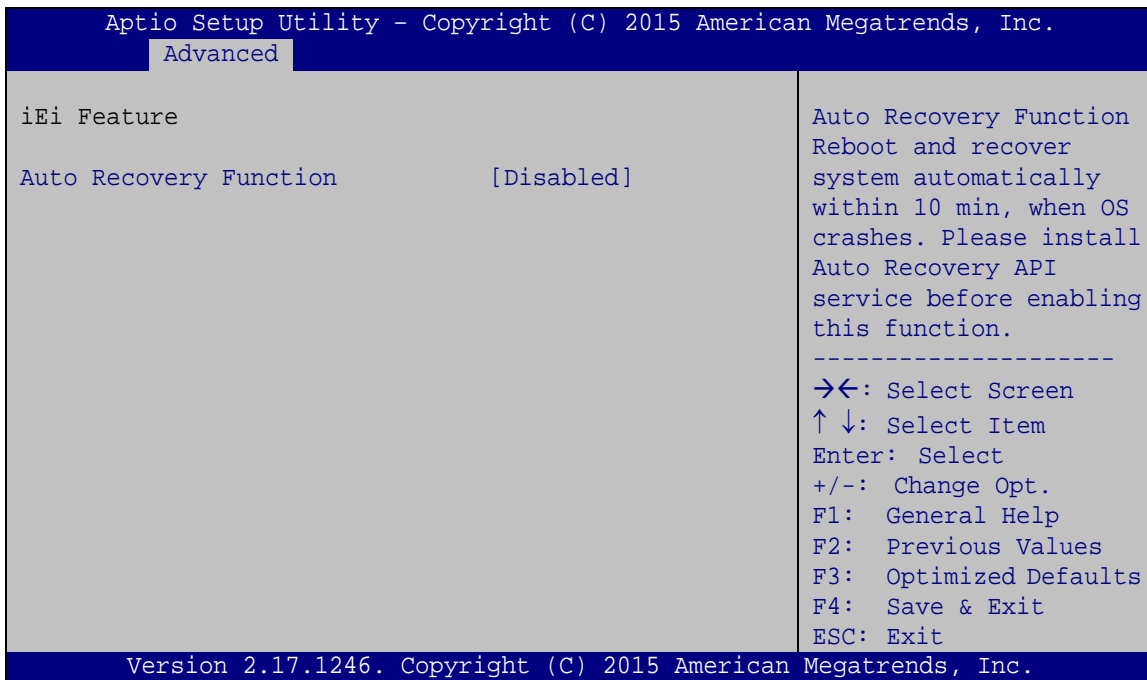 Aptio Setup Utility – Copyright (C) 2015 American Megatrends, Inc.
Advanced
iEi Feature
Auto Recovery Function [Disabled]
Auto Recovery Function
Reboot and recover
system automatically
within 10 min, when OS
crashes. Please install
Auto Recovery API
service before enabling
this function.
---------------------
→←: Select Screen
↑ ↓: Select Item
Enter: Select
+/-: Change Opt.
F1: General Help
F2: Previous Values
F3: Optimized Defaults
F4: Save & Exit
ESC: Exit
Version 2.17.1246. Copyright (C) 2015 American Megatrends, Inc.